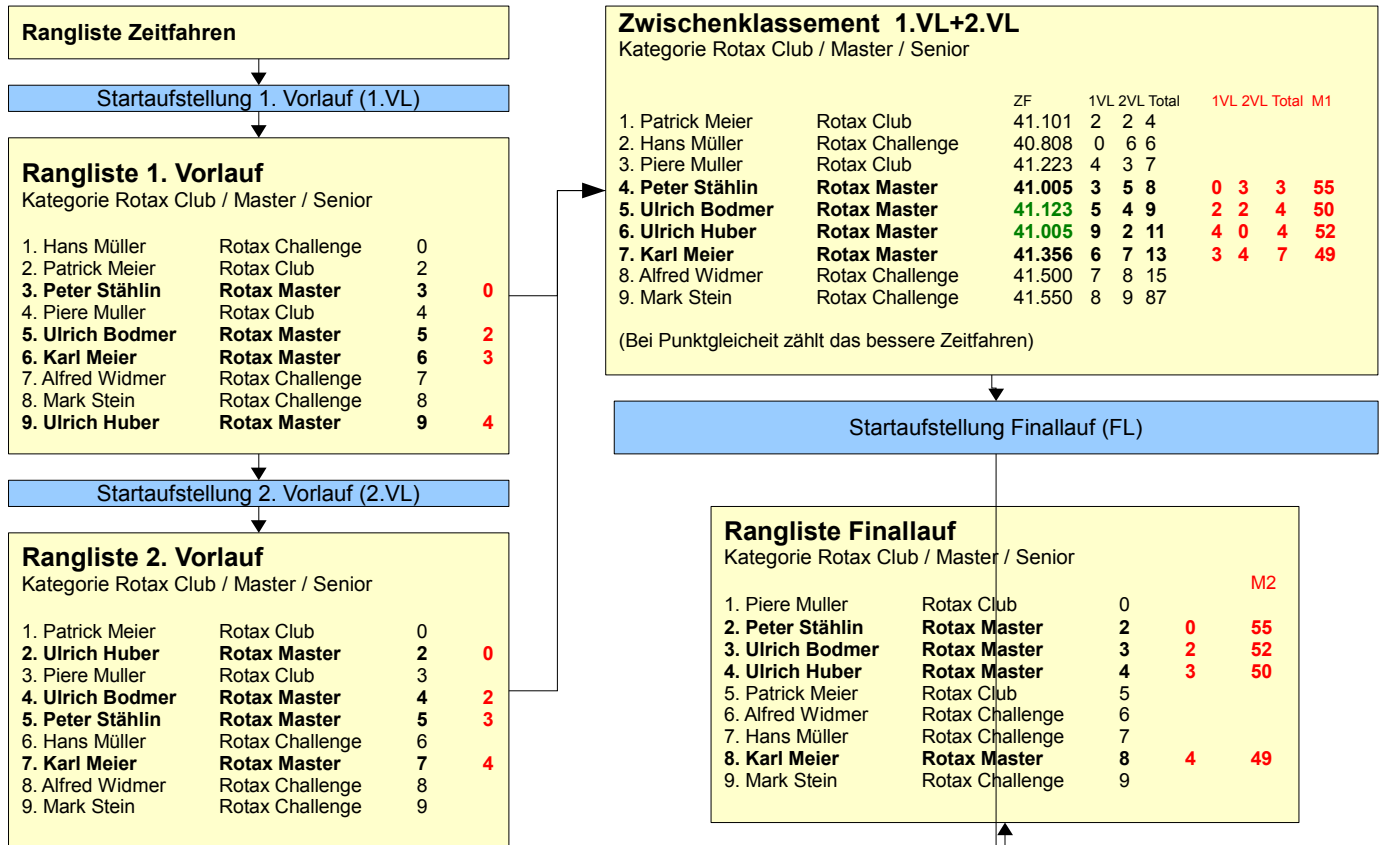 Rangliste Zeitfahren
Startaufstellung 1. Vorlauf (1.VL)
Rangliste 1. Vorlauf
Kategorie Rotax Club / Master / Senior
1. Hans Müller Rotax Challenge 0
2. Patrick Meier Rotax Club 2
3. Peter Stählin Rotax Master 3 0
4. Piere Muller Rotax Club 4
5. Ulrich Bodmer Rotax Master 5 2
6. Karl Meier Rotax Master 6 3
7. Alfred Widmer Rotax Challenge 7
8. Mark Stein Rotax Challenge 8
9. Ulrich Huber Rotax Master 9 4
Startaufstellung 2. Vorlauf (2.VL)
Rangliste 2. Vorlauf
Kategorie Rotax Club / Master / Senior
1. Patrick Meier Rotax Club 0
2. Ulrich Huber Rotax Master 2 0
3. Piere Muller Rotax Club 3
4. Ulrich Bodmer Rotax Master 4 2
5. Peter Stählin Rotax Master 5 3
6. Hans Müller Rotax Challenge 6
7. Karl Meier Rotax Master 7 4
8. Alfred Widmer Rotax Challenge 8
9. Mark Stein Rotax Challenge 9
Zwischenklassement 1.VL+2.VL
Kategorie Rotax Club / Master / Senior
ZF 1VL 2VL Total 1VL 2VL Total M1
1. Patrick Meier Rotax Club 41.101 2 2 4
2. Hans Müller Rotax Challenge 40.808 0 6 6
3. Piere Muller Rotax Club 41.223 4 3 7
4. Peter Stählin Rotax Master 41.005 3 5 8 0 3 3 55
5. Ulrich Bodmer Rotax Master 41.123 5 4 9 2 2 4 50
6. Ulrich Huber Rotax Master 41.005 9 2 11 4 0 4 52
7. Karl Meier Rotax Master 41.356 6 7 13 3 4 7 49
8. Alfred Widmer Rotax Challenge 41.500 7 8 15
9. Mark Stein Rotax Challenge 41.550 8 9 87
(Bei Punktgleicheit zählt das bessere Zeitfahren)
Startaufstellung Finallauf (FL)
Rangliste Finallauf
Kategorie Rotax Club / Master / Senior
M2
1. Piere Muller Rotax Club 0
2. Peter Stählin Rotax Master 2 0 55
3. Ulrich Bodmer Rotax Master 3 2 52
4. Ulrich Huber Rotax Master 4 3 50
5. Patrick Meier Rotax Club 5
6. Alfred Widmer Rotax Challenge 6
7. Hans Müller Rotax Challenge 7
8. Karl Meier Rotax Master 8 4 49
9. Mark Stein Rotax Challenge 9